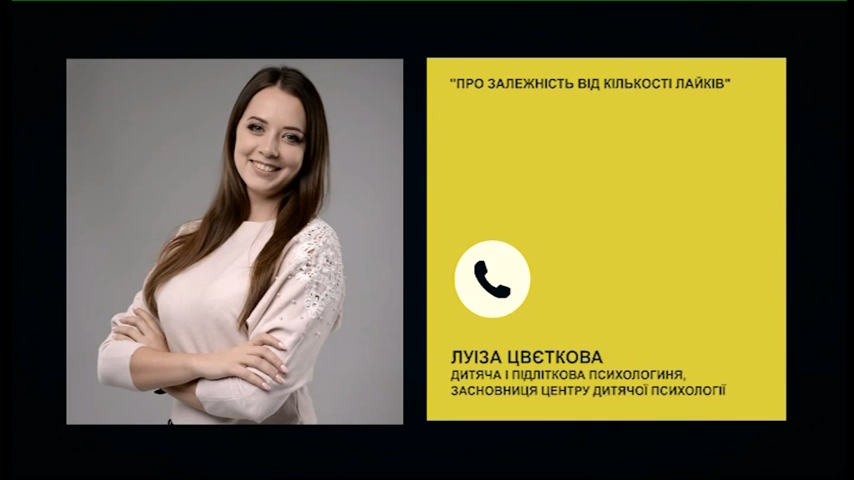 "ПРО ЗАЛЕЖНІСТЬ ВІД КІЛЬКОСТІ ЛАЙКІВ"
ЛУІЗА ЦВЄТКОВА
ДИТЯЧА І ПІДЛІТКОВА ПСИХОЛОГИНЯ,
ЗАСНОВНИЦЯ ЦЕНТРУ ДИТЯЧОЇ ПСИХОЛОГІЇ